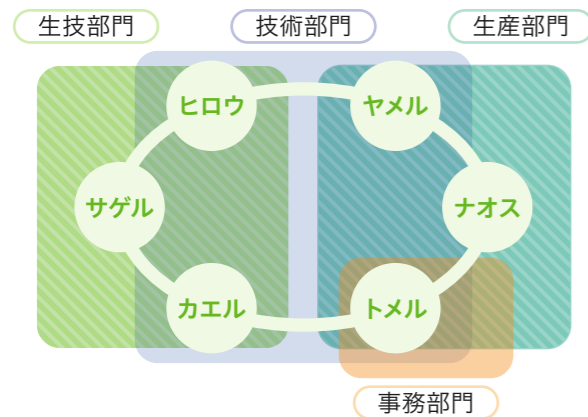 生技部門
技術部門
生産部門
ヒロウ
ヤメル
サゲル
ナオス
カエル
トメル
事務部門